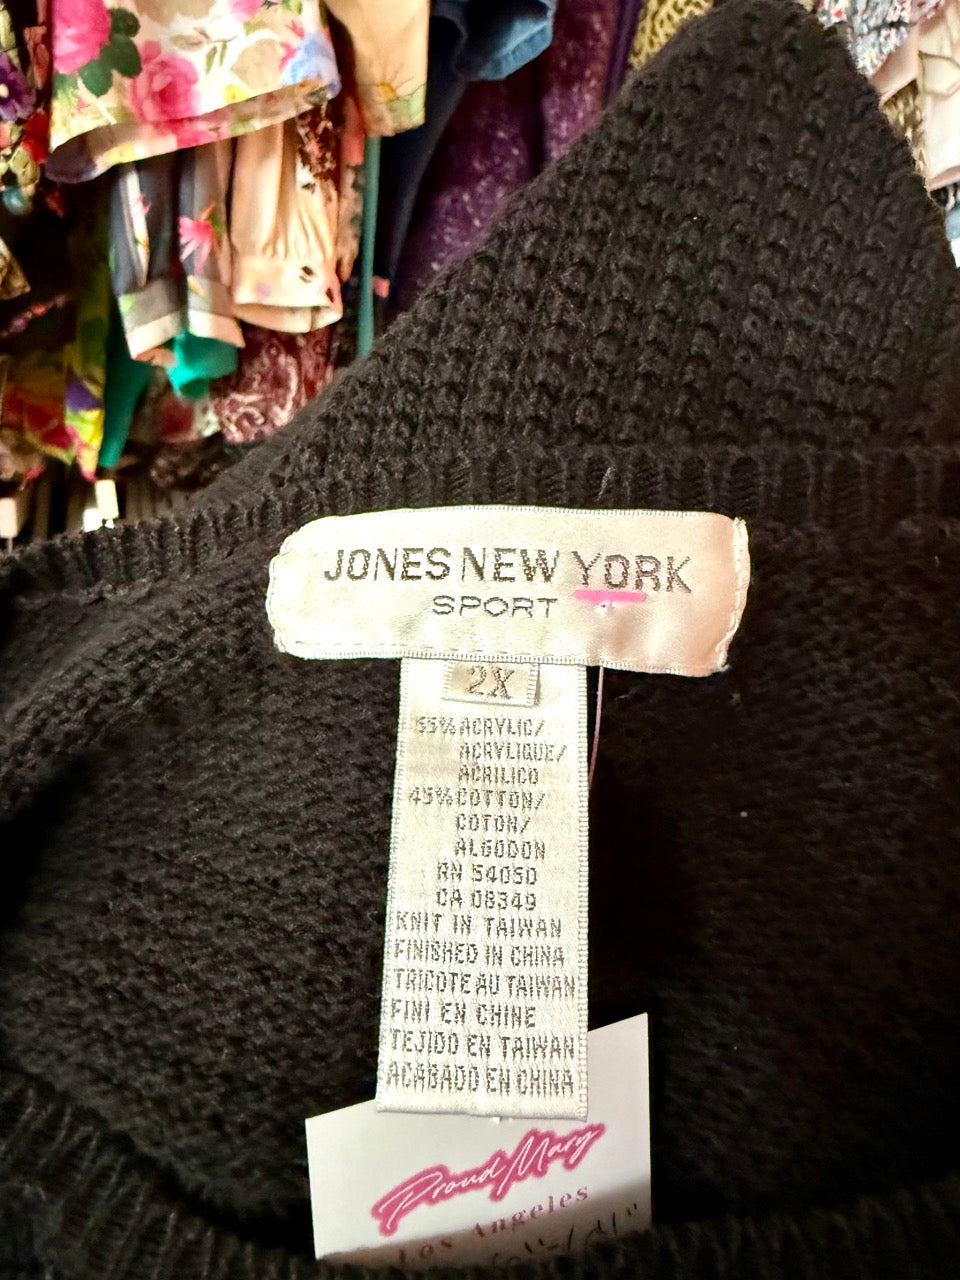 JONES NEW YORK
SPORT
2X
55% ACRYLIC/
ACRYLIQUE/
ACRILICO
45% COTTON/
COTON/
ALGODON
RN 54050
CA 08349
KNIT IN TAIWAN
FINISHED IN CHINA
TRICOTE AU TAIWAN
FINI EN CHINE
TEJIDO EN TAIWAN
ACABADO EN CHINA
Proud Mary
Los Angeles